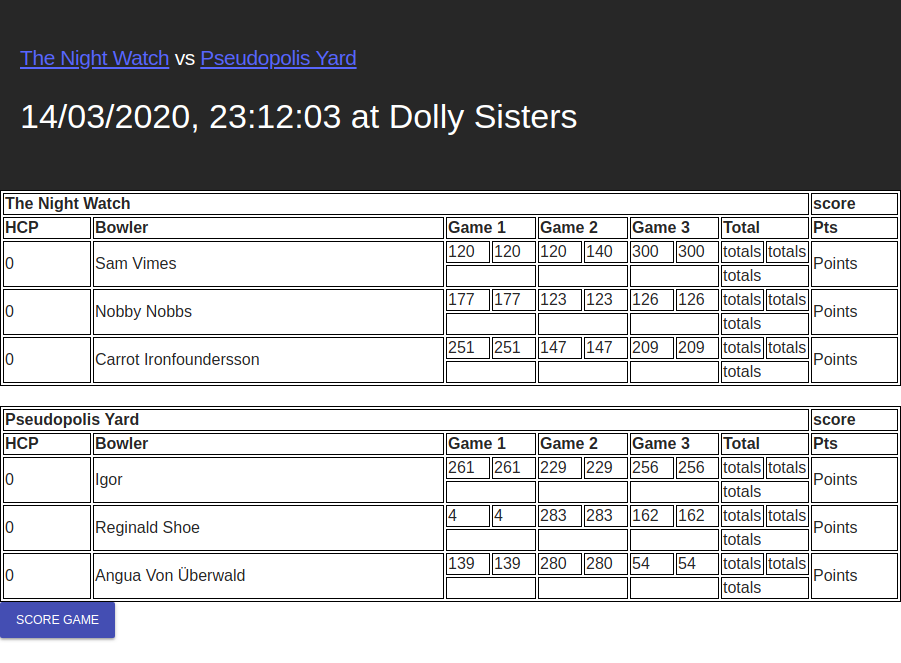 The Night Watch vs Pseudopolis Yard
14/03/2020, 23:12:03 at Dolly Sisters
The Night Watch score
HCP Bowler Game 1 Game 2 Game 3 Total Pts
0 Sam Vimes 120 120 120 140 300 300 totals totals Points
totals
0 Nobby Nobbs 177 177 123 123 126 126 totals totals Points
totals
0 Carrot Ironfoundersson 251 251 147 147 209 209 totals totals Points
totals
Pseudopolis Yard score
HCP Bowler Game 1 Game 2 Game 3 Total Pts
0 Igor 261 261 229 229 256 256 totals totals Points
totals
0 Reginald Shoe 4 4 283 283 162 162 totals totals Points
totals
0 Angua Von Überwald 139 139 280 280 54 54 totals totals Points
totals
SCORE GAME